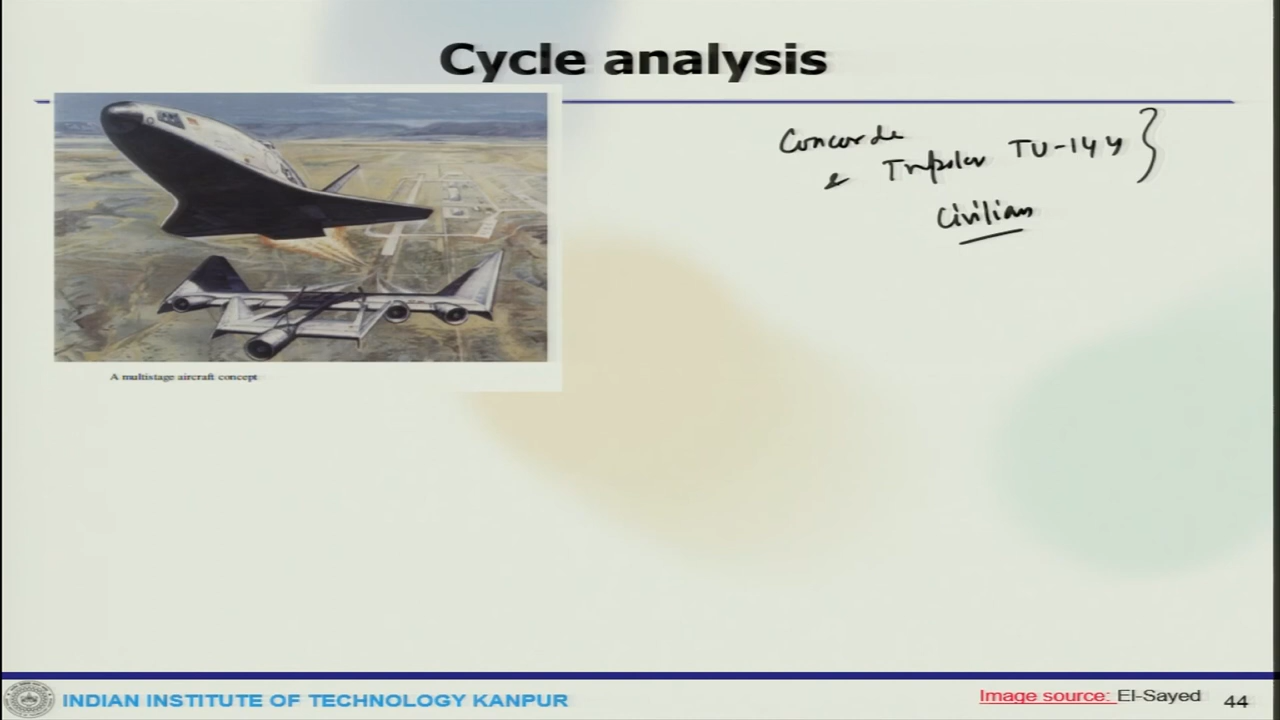 Cycle analysis
Concorde
& Tupolev TU-144 }
Civilian
A multistage aircraft concept
INDIAN INSTITUTE OF TECHNOLOGY KANPUR
Image source: El-Sayed
44